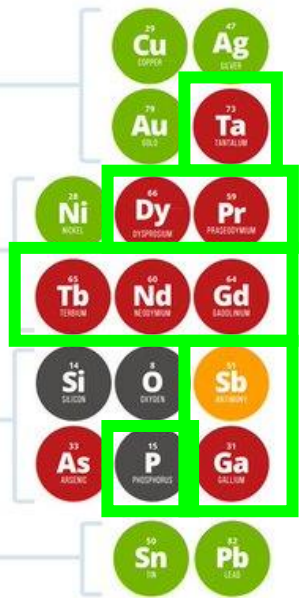 29 47
Cu Ag
COPPER SILVER
79 73
Au Ta
GOLD TANTALUM
28 66 59
Ni Dy Pr
NICKEL DYSPROSIUM PRASEODYMIUM
65 60 64
Tb Nd Gd
TERBIUM NEODYMIUM GADOLINIUM
14 8 51
Si O Sb
SILICON OXYGEN ANTIMONY
33 15 31
As P Ga
ARSENIC PHOSPHORUS GALLIUM
50 82
Sn Pb
TIN LEAD